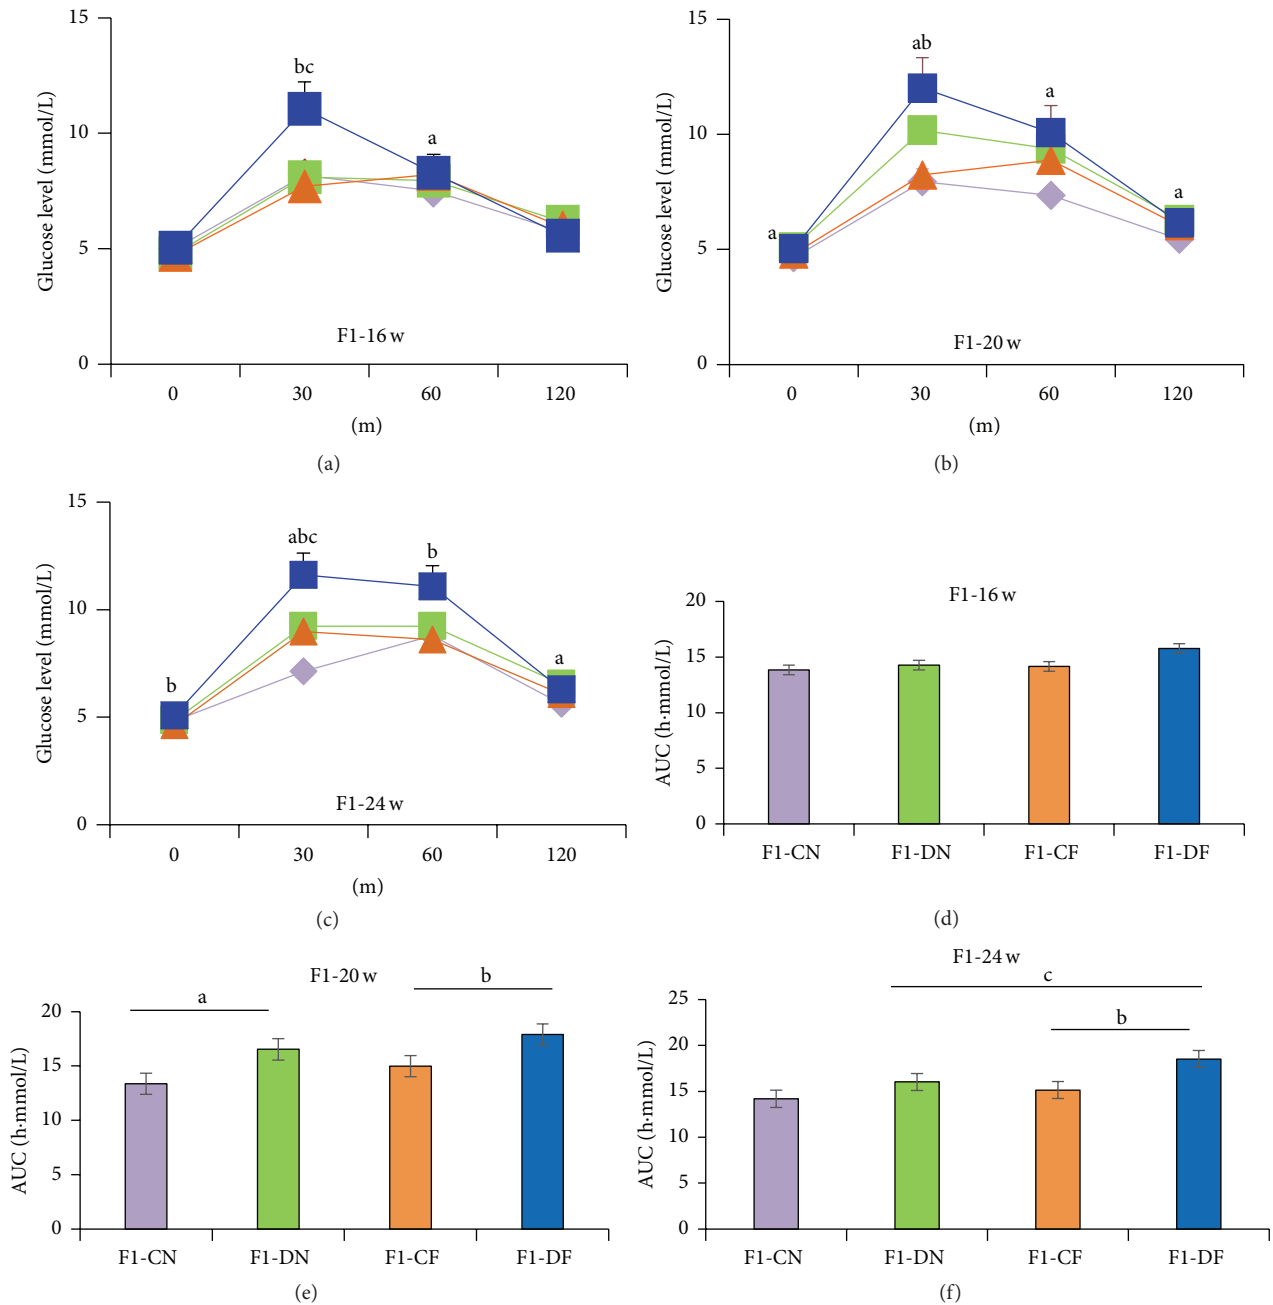 15
10
5
0
Glucose level (mmol/L)
bc
a
F1-16 w
0 30 60 120
(m)
(a)
15
10
5
0
Glucose level (mmol/L)
a
ab
a
a
F1-20 w
0 30 60 120
(m)
(b)
15
10
5
0
Glucose level (mmol/L)
b
abc
b
a
F1-24 w
0 30 60 120
(m)
(c)
F1-16 w
20
15
10
5
0
AUC (h·mmol/L)
F1-CN F1-DN F1-CF F1-DF
(d)
F1-20 w
a
b
20
15
10
5
0
AUC (h·mmol/L)
F1-CN F1-DN F1-CF F1-DF
(e)
F1-24 w
c
b
25
20
15
10
5
0
AUC (h·mmol/L)
F1-CN F1-DN F1-CF F1-DF
(f)